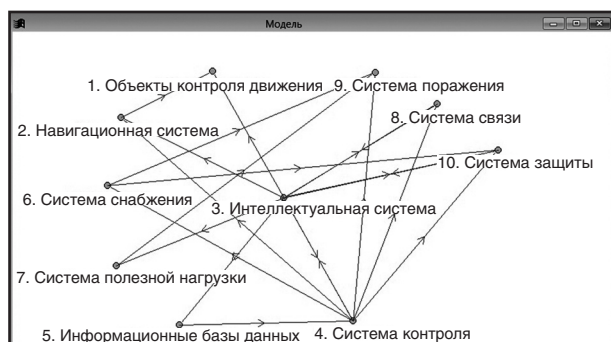 Модель
1. Объекты контроля движения
9. Система поражения
8. Система связи
2. Навигационная система
10. Система защиты
6. Система снабжения
3. Интеллектуальная система
7. Система полезной нагрузки
5. Информационные базы данных
4. Система контроля